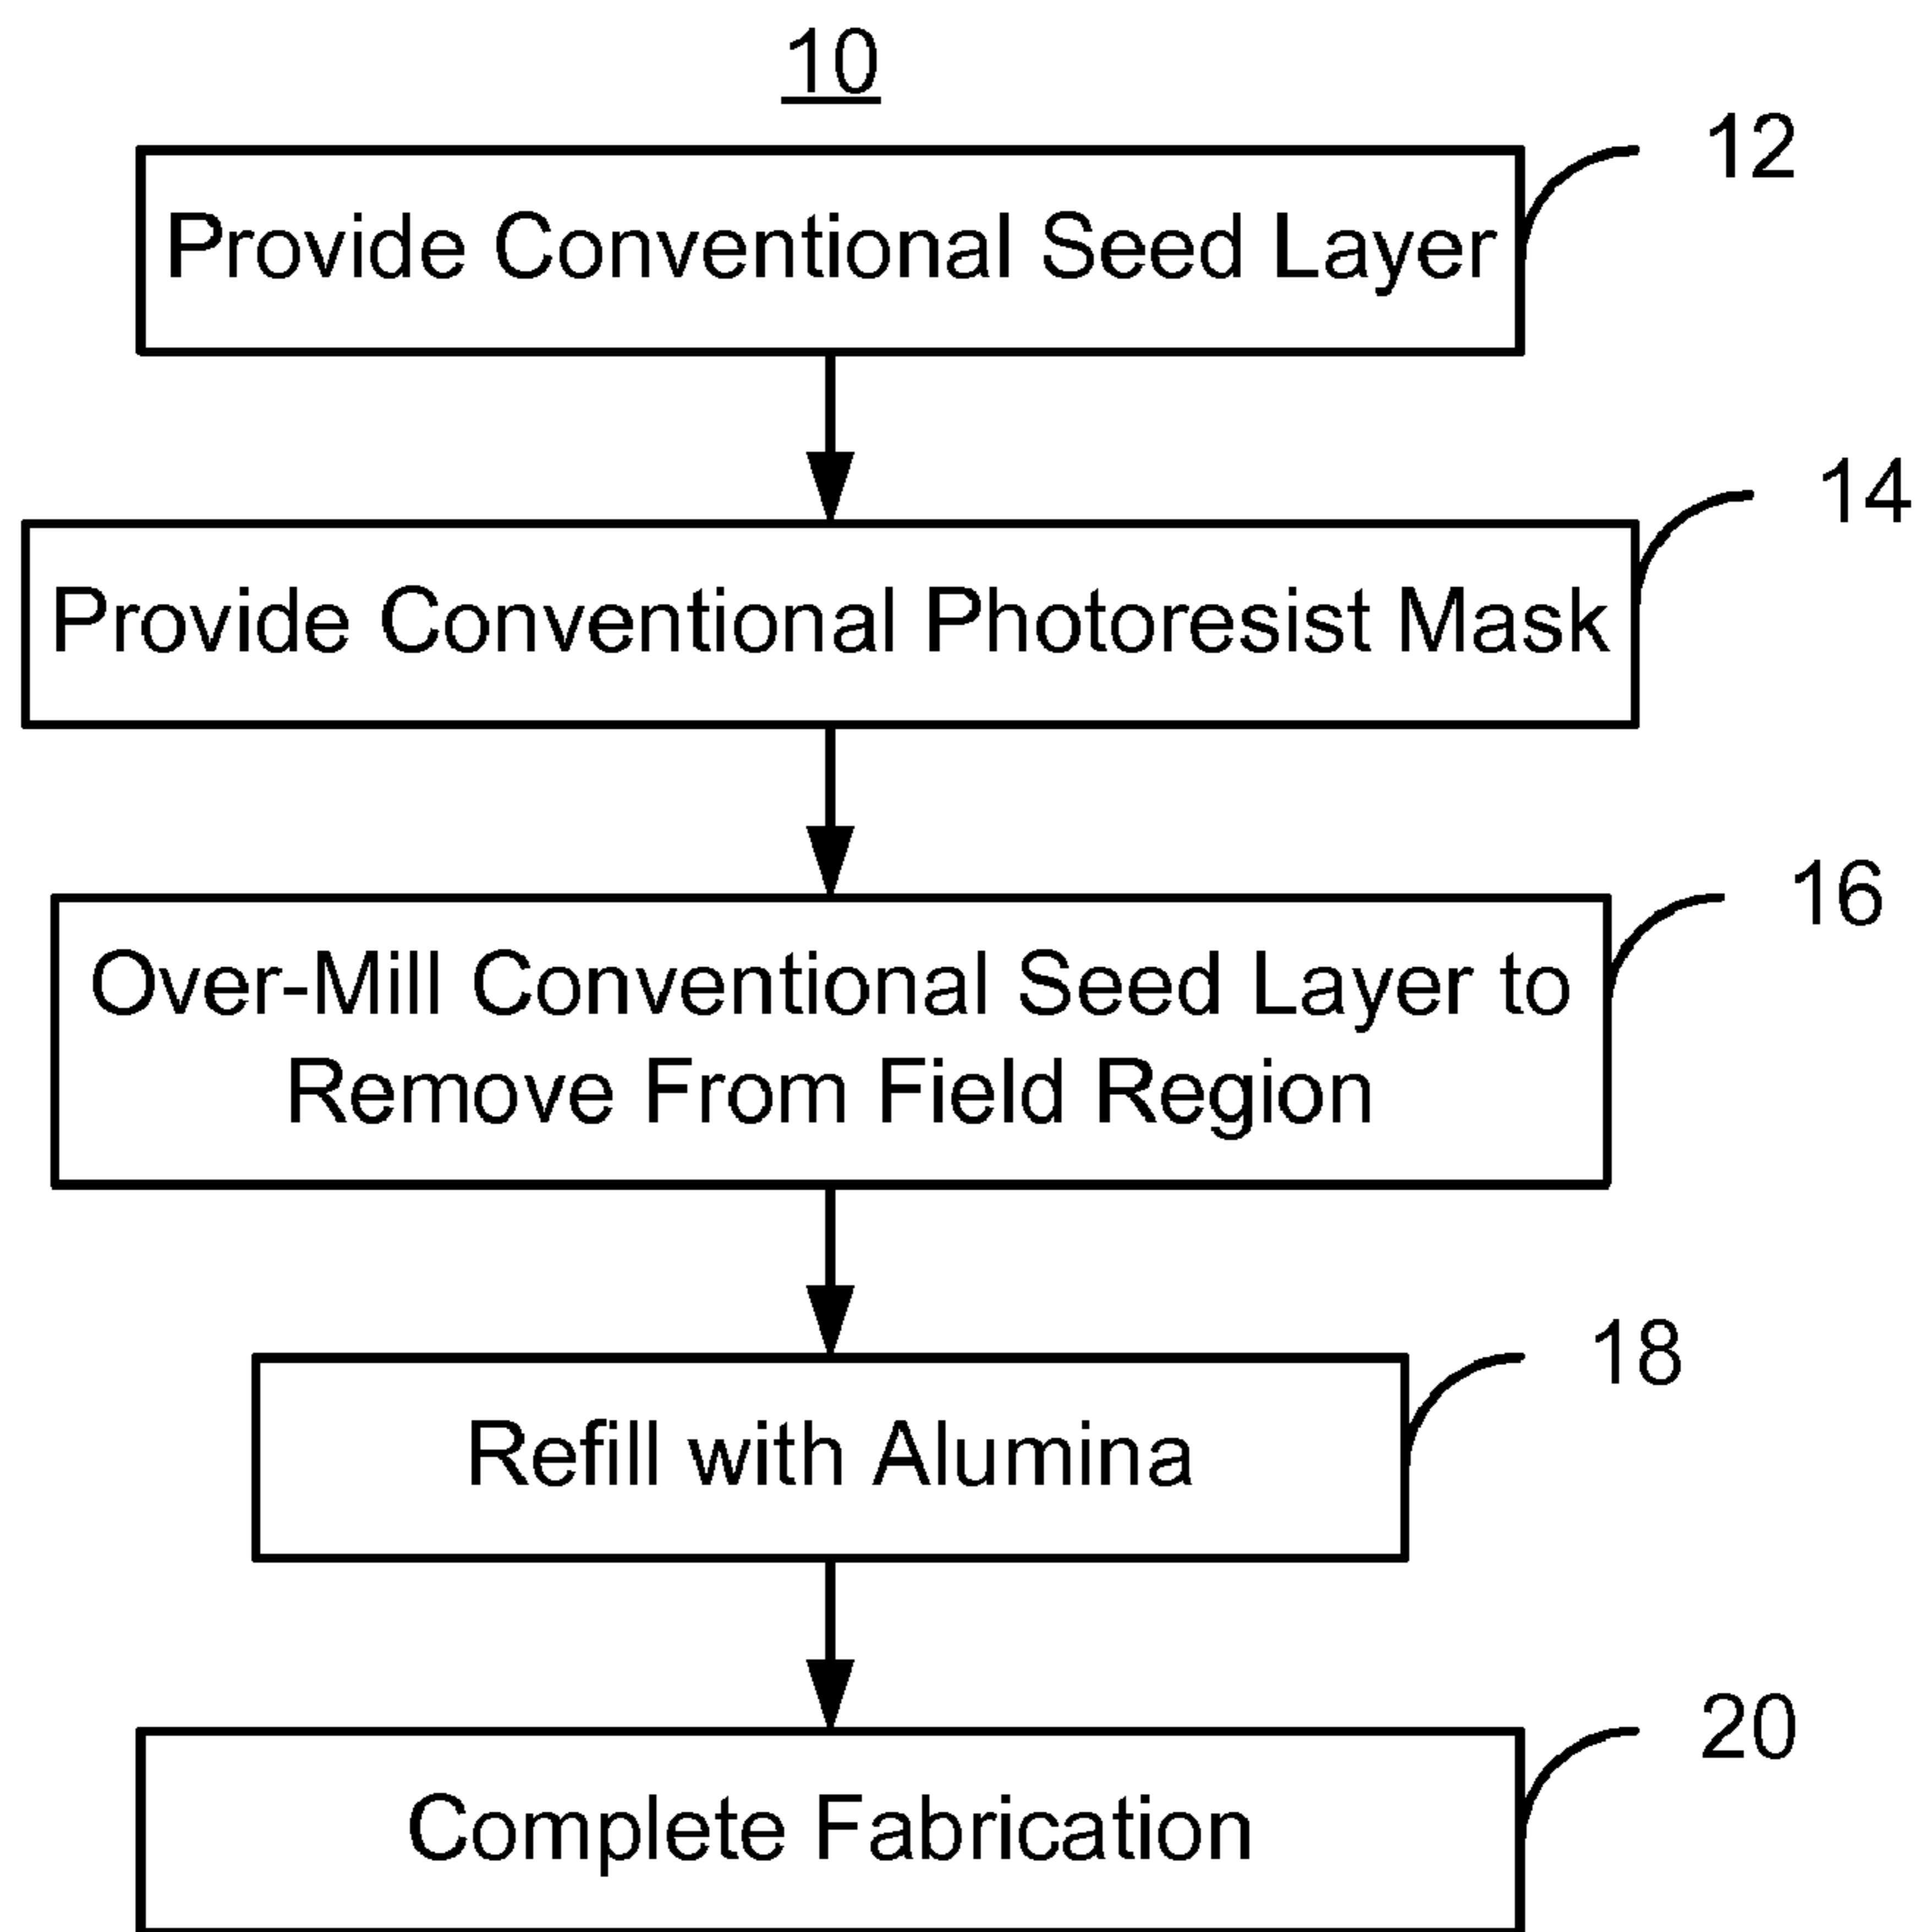 10
Provide Conventional Seed Layer
12
Provide Conventional Photoresist Mask
14
Over-Mill Conventional Seed Layer to
Remove From Field Region
16
Refill with Alumina
18
Complete Fabrication
20